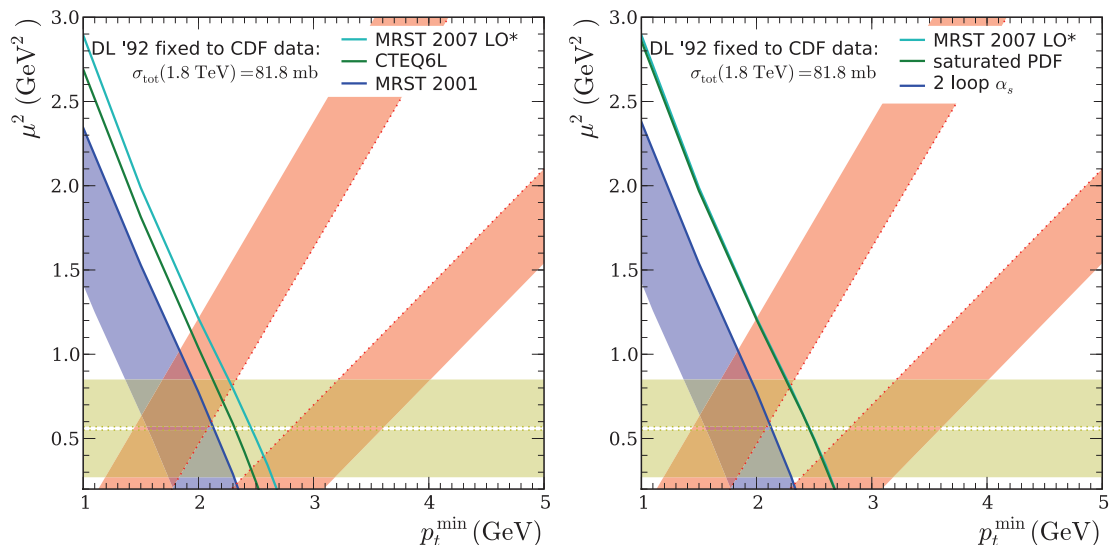 DL '92 fixed to CDF data:
σtot(1.8 TeV) = 81.8 mb
MRST 2007 LO*
CTEQ6L
MRST 2001
μ² (GeV²)
3.0
2.5
2.0
1.5
1.0
0.5
1 2 3 4 5
p_t^min (GeV)
DL '92 fixed to CDF data:
σtot(1.8 TeV) = 81.8 mb
MRST 2007 LO*
saturated PDF
2 loop αs
μ² (GeV²)
3.0
2.5
2.0
1.5
1.0
0.5
1 2 3 4 5
p_t^min (GeV)